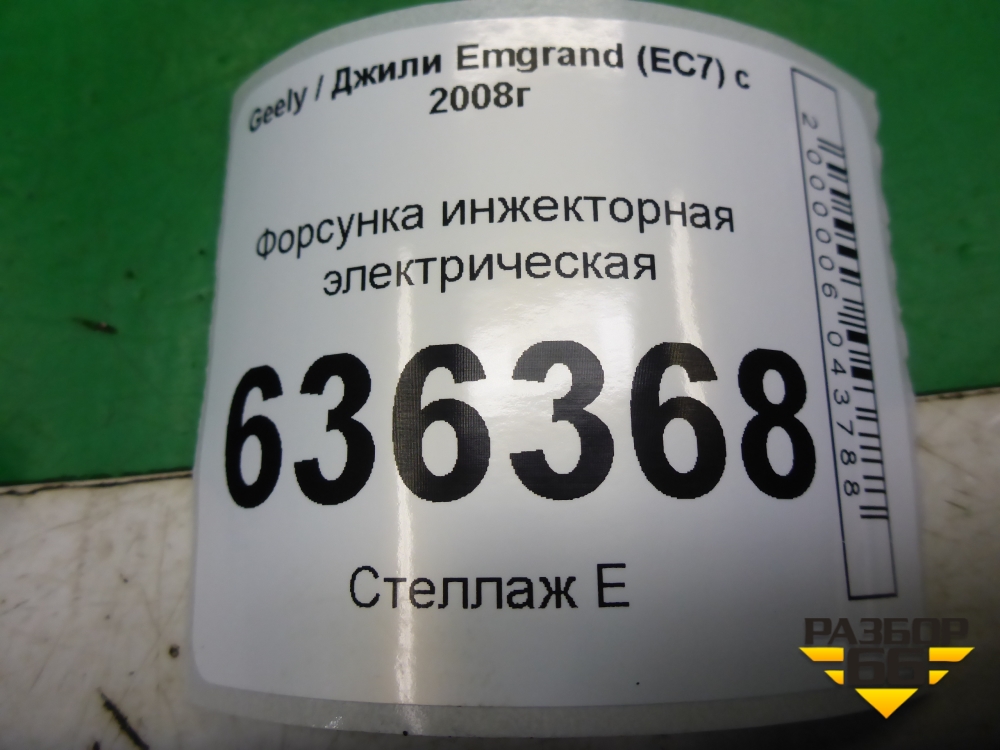 Geely / Джили Emgrand (EC7) с
2008г
Форсунка инжекторная
электрическая
636368
Стеллаж Е
2000006043788
РАЗБОР
66